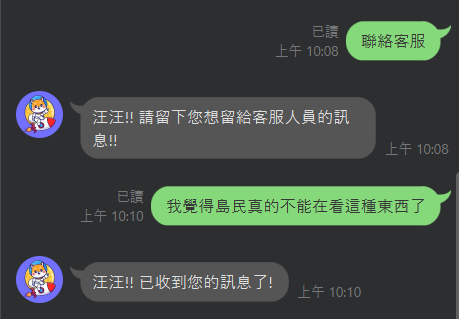 已讀
上午 10:08
聯絡客服
汪汪!! 請留下您想留給客服人員的訊
息!!
上午 10:08
已讀
上午 10:10
我覺得島民真的不能在看這種東西了
汪汪!! 已收到您的訊息了!
上午 10:10